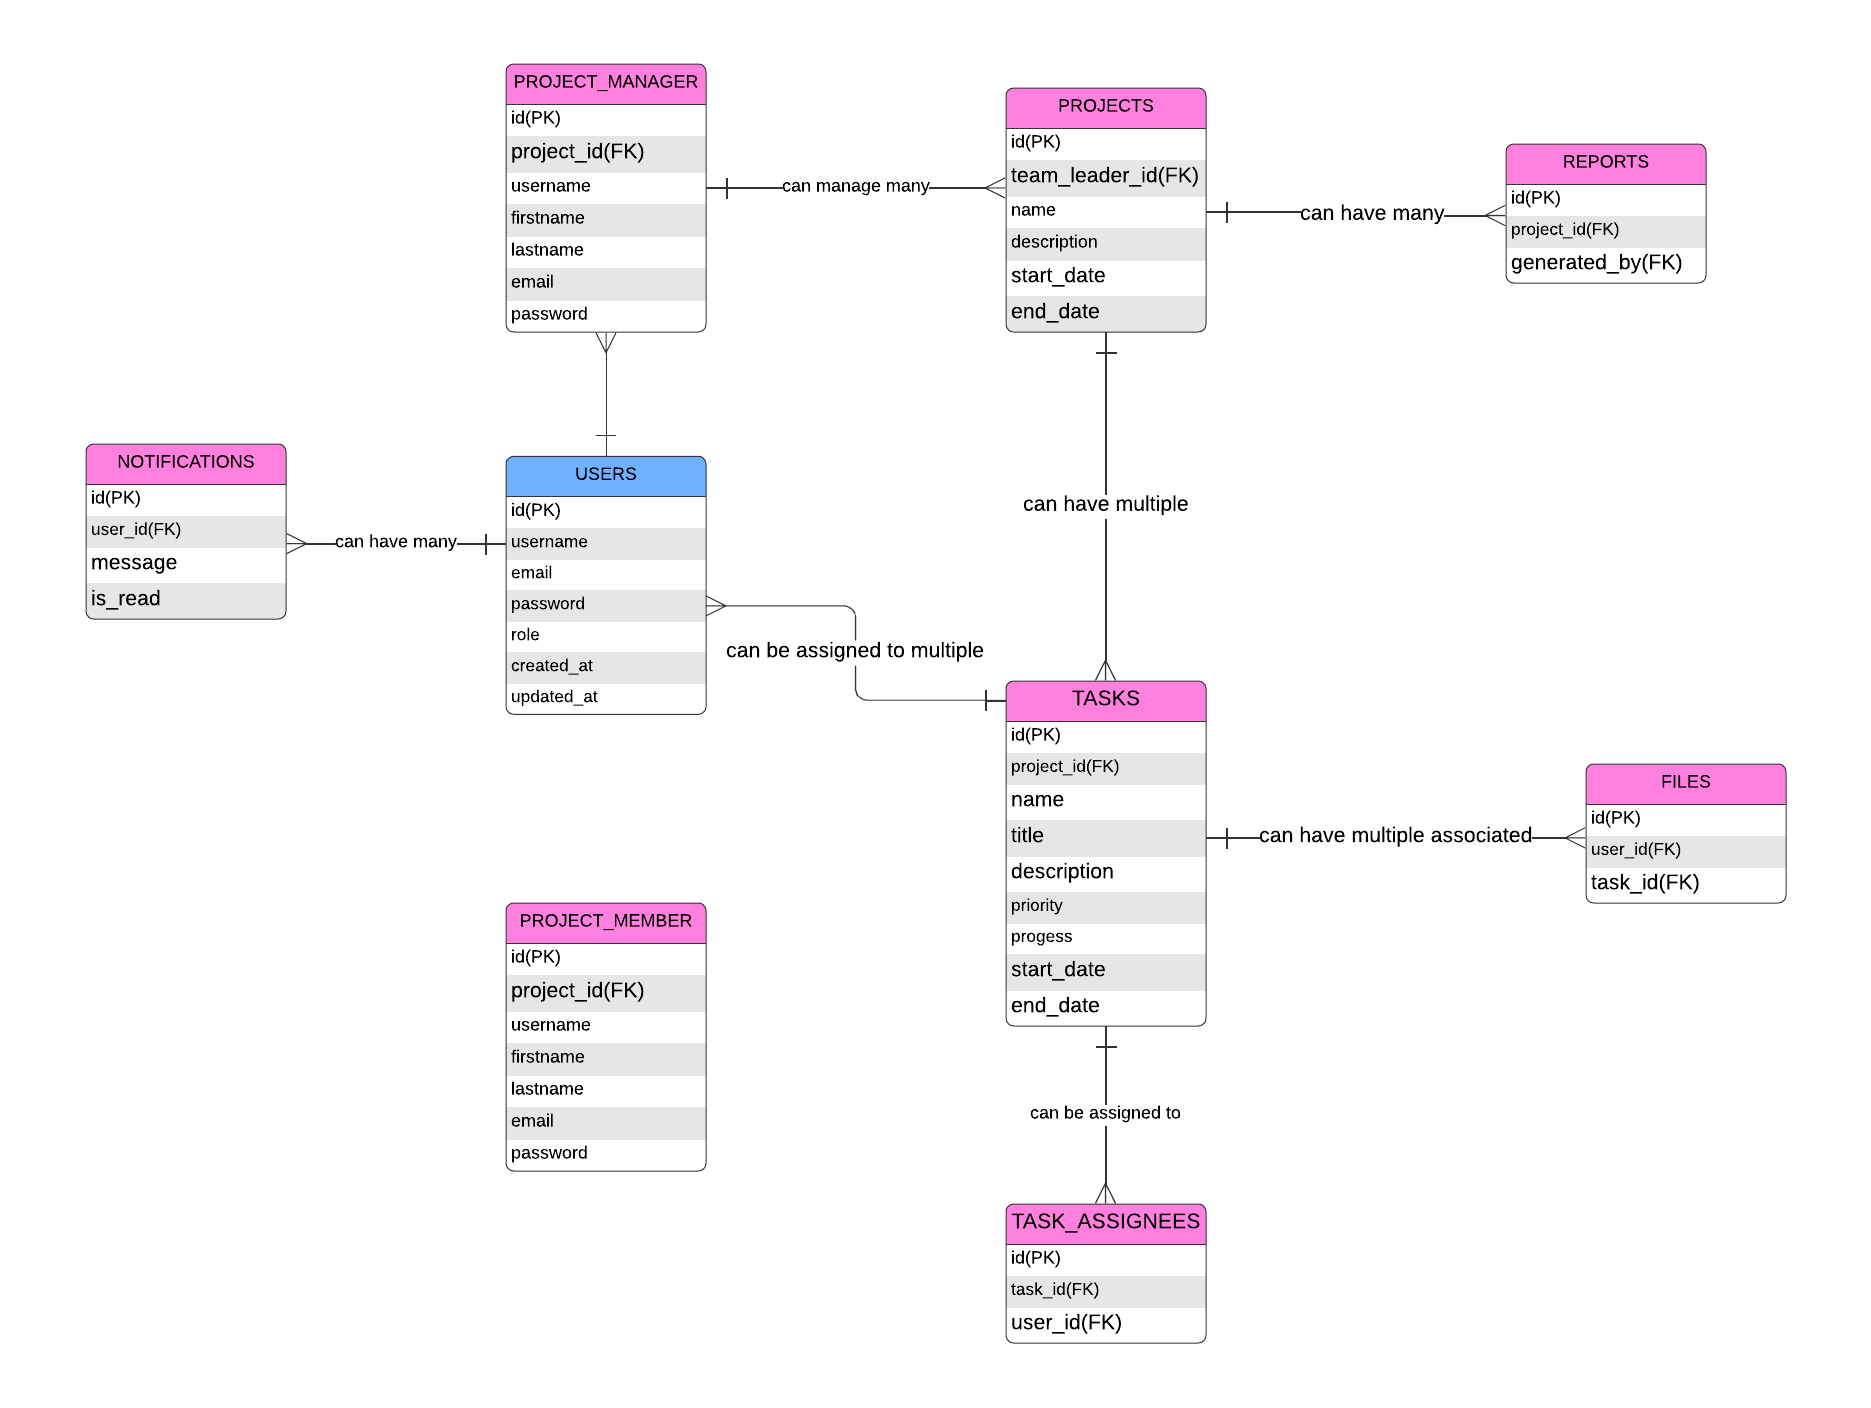 PROJECT_MANAGER
id(PK)
project_id(FK)
username
firstname
lastname
email
password
can manage many
PROJECTS
id(PK)
team_leader_id(FK)
name
description
start_date
end_date
can have many
REPORTS
id(PK)
project_id(FK)
generated_by(FK)
NOTIFICATIONS
id(PK)
user_id(FK)
message
is_read
can have many
USERS
id(PK)
username
email
password
role
created_at
updated_at
can be assigned to multiple
can have multiple
TASKS
id(PK)
project_id(FK)
name
title
description
priority
progess
start_date
end_date
can have multiple associated
FILES
id(PK)
user_id(FK)
task_id(FK)
PROJECT_MEMBER
id(PK)
project_id(FK)
username
firstname
lastname
email
password
can be assigned to
TASK_ASSIGNEES
id(PK)
task_id(FK)
user_id(FK)